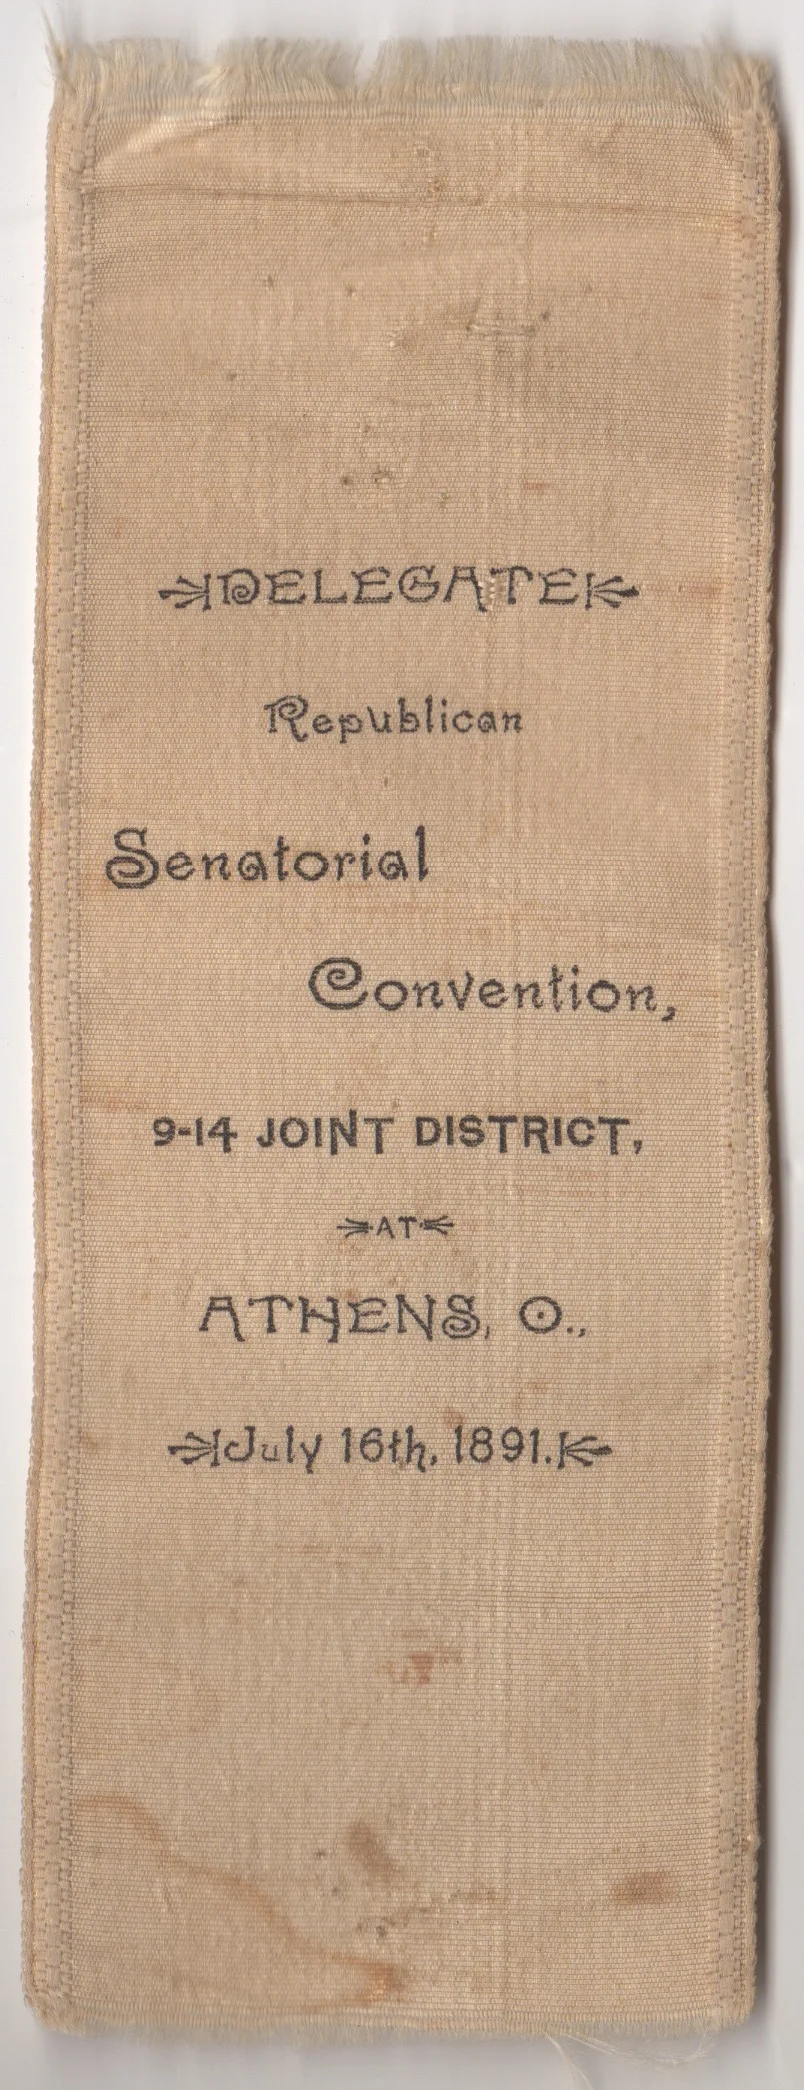 DELEGATE
Republican
Senatorial
Convention,
9-14 JOINT DISTRICT,
AT
ATHENS, O.,
July 16th, 1891.